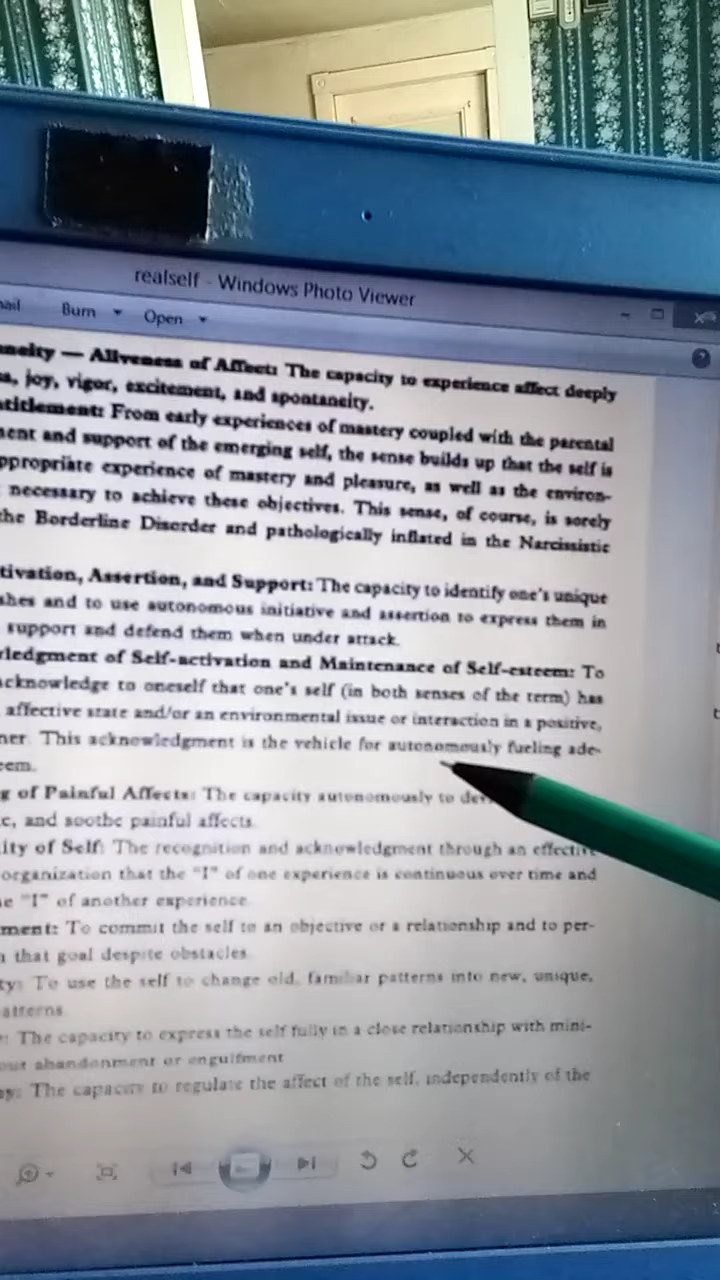 realself - Windows Photo Viewer
ail Burn Open
neity — Aliveness of Affect: The capacity to experience affect deeply
s, joy, vigor, excitement, and spontaneity.
titlement: From early experiences of mastery coupled with the parental
ent and support of the emerging self, the sense builds up that the self is
ppropriate experience of mastery and pleasure, as well as the environ-
necessary to achieve these objectives. This sense, of course, is sorely
the Borderline Disorder and pathologically inflated in the Narcissistic
tivation, Assertion, and Support: The capacity to identify one's unique
shes and to use autonomous initiative and assertion to express them in
support and defend them when under attack.
ledgment of Self-activation and Maintenance of Self-esteem: To
acknowledge to oneself that one's self (in both senses of the term) has
affective state and/or an environmental issue or interaction in a positive,
ner. This acknowledgment is the vehicle for autonomously fueling ade-
eem.
g of Painful Affects: The capacity autonomously to
c, and soothe painful affects.
ity of Self: The recognition and acknowledgment through an effective
organization that the "I" of one experience is continuous over time and
e "I" of another experience.
ment: To commit the self to an objective or a relationship and to per-
that goal despite obstacles.
ty: To use the self to change old, familiar patterns into new, unique,
atterns.
: The capacity to express the self fully in a close relationship with mini-
out abandonment or engulfment
y: The capacity to regulate the affect of the self, independently of the